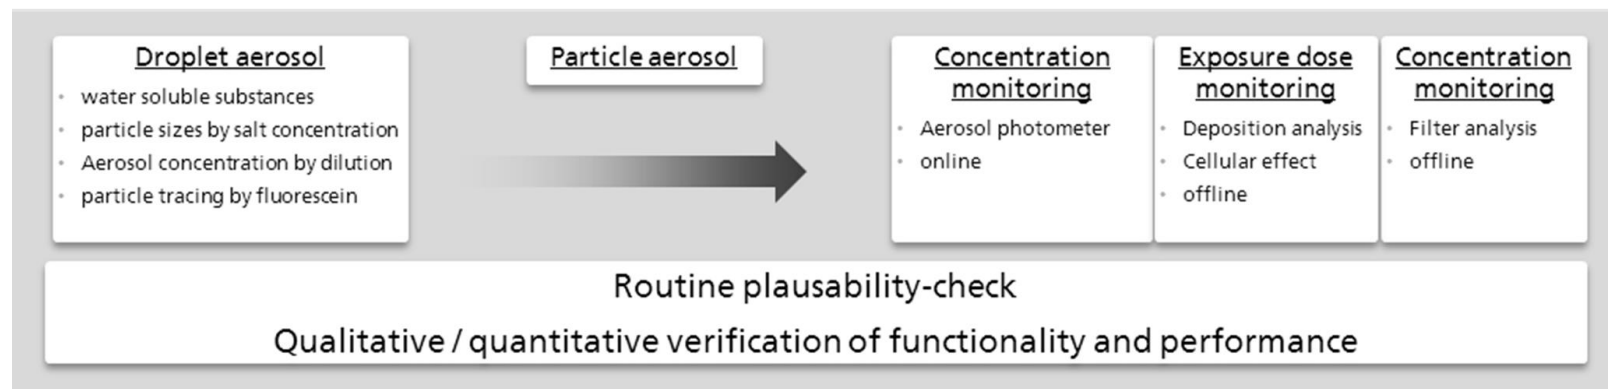 Droplet aerosol
water soluble substances
particle sizes by salt concentration
Aerosol concentration by dilution
particle tracing by fluorescein
Particle aerosol
Concentration
monitoring
Aerosol photometer
online
Exposure dose
monitoring
Deposition analysis
Cellular effect
offline
Concentration
monitoring
Filter analysis
offline
Routine plausability-check
Qualitative / quantitative verification of functionality and performance